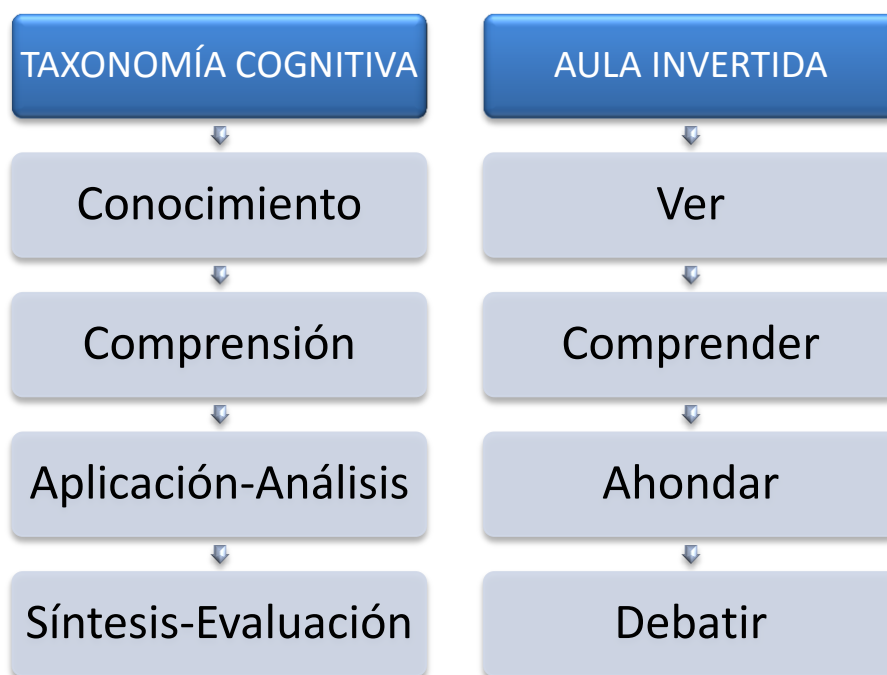 TAXONOMÍA COGNITIVA
Conocimiento
Comprensión
Aplicación-Análisis
Síntesis-Evaluación
AULA INVERTIDA
Ver
Comprender
Ahondar
Debatir